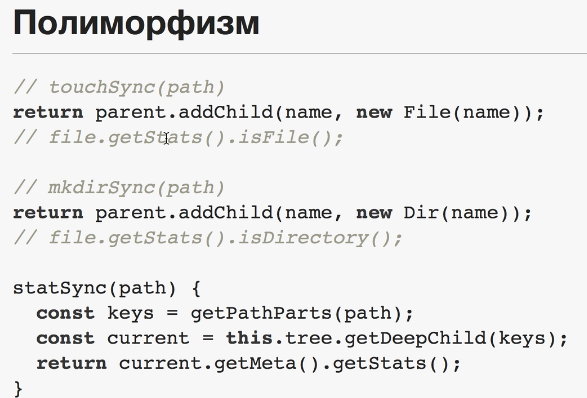 Полиморфизм
// touchSync(path)
return parent.addChild(name, new File(name));
// file.getStats().isFile();
// mkdirSync(path)
return parent.addChild(name, new Dir(name));
// file.getStats().isDirectory();
statSync(path) {
  const keys = getPathParts(path);
  const current = this.tree.getDeepChild(keys);
  return current.getMeta().getStats();
}